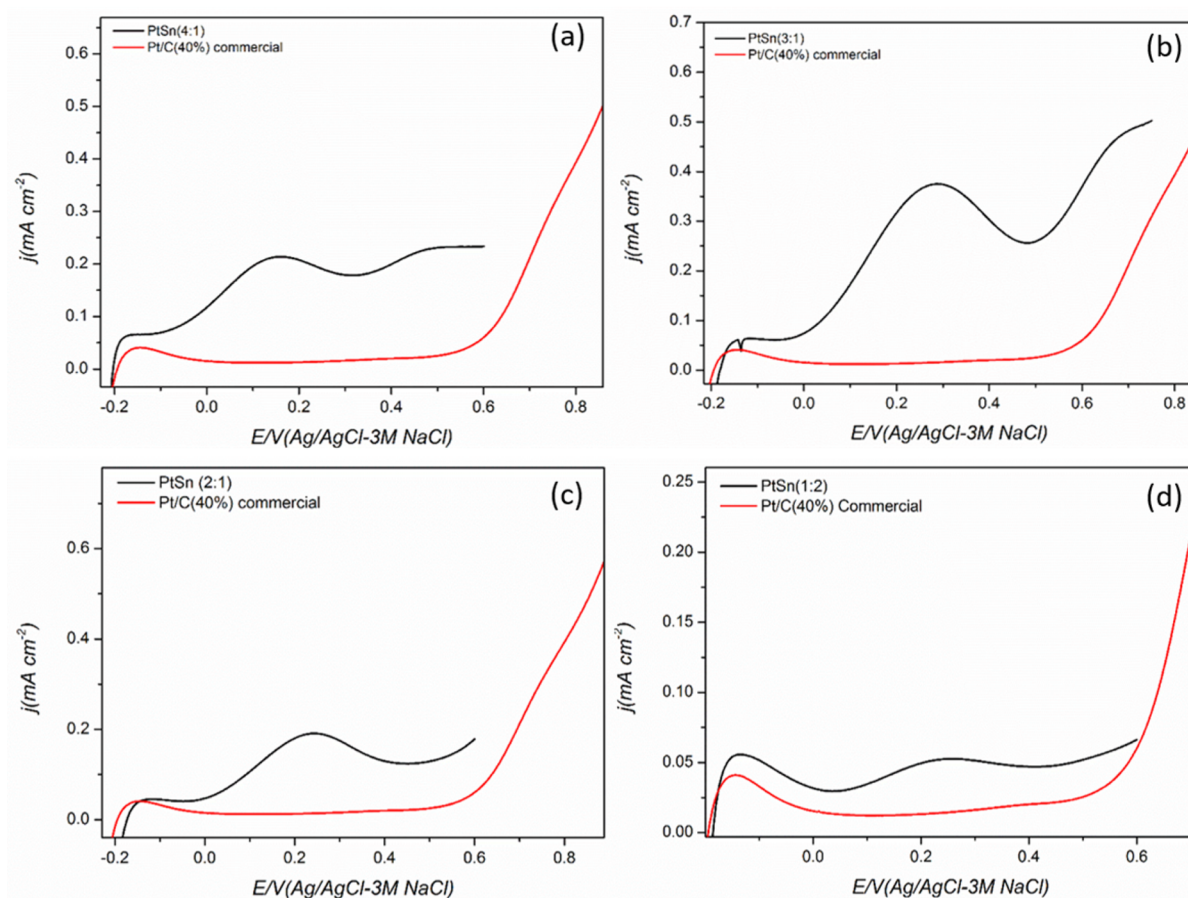 PtSn(4:1)
Pt/C(40%) commercial
(a)
0.6
0.5
0.4
0.3
0.2
0.1
0.0
j(mA cm⁻²)
-0.2 0.0 0.2 0.4 0.6 0.8
E/V(Ag/AgCl-3M NaCl)
PtSn(3:1)
Pt/C(40%) commercial
(b)
0.7
0.6
0.5
0.4
0.3
0.2
0.1
0.0
j(mA cm⁻²)
-0.2 0.0 0.2 0.4 0.6 0.8
E/V(Ag/AgCl-3M NaCl)
PtSn (2:1)
Pt/C(40%) commercial
(c)
0.6
0.4
0.2
0.0
j(mA cm⁻²)
-0.2 0.0 0.2 0.4 0.6 0.8
E/V(Ag/AgCl-3M NaCl)
PtSn(1:2)
Pt/C(40%) Commercial
(d)
0.25
0.20
0.15
0.10
0.05
0.00
j(mA cm⁻²)
0.0 0.2 0.4 0.6
E/V(Ag/AgCl-3M NaCl)